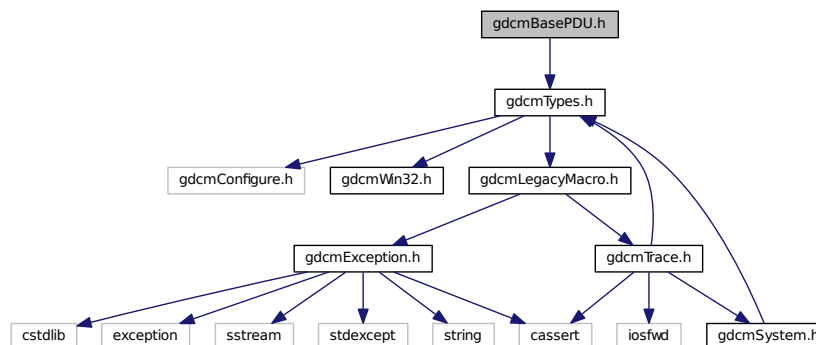 gdcmBasePDU.h
gdcmTypes.h
gdcmConfigure.h
gdcmWin32.h
gdcmLegacyMacro.h
gdcmException.h
gdcmTrace.h
cstdlib
exception
sstream
stdexcept
string
cassert
iosfwd
gdcmSystem.h